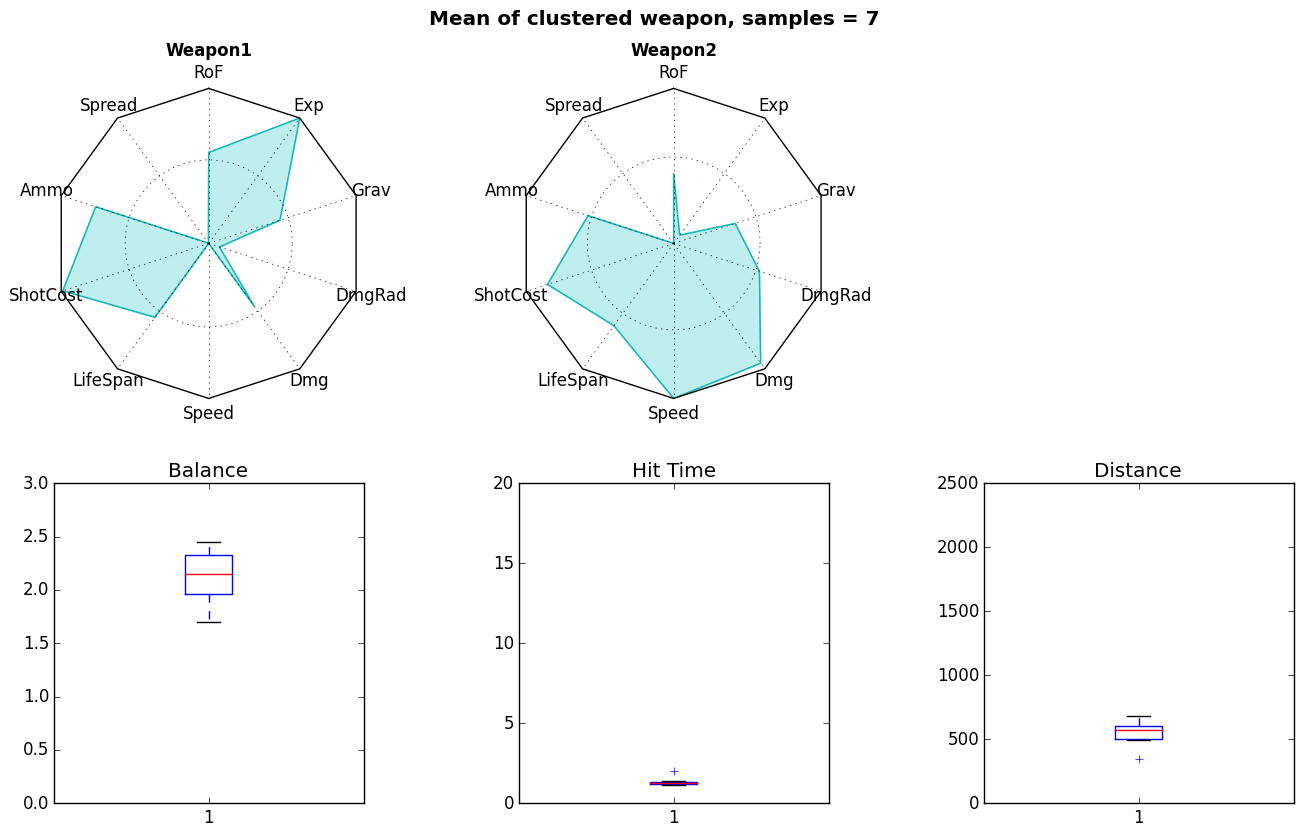 Mean of clustered weapon, samples = 7
Weapon1
RoF
Exp
Grav
DmgRad
Dmg
Speed
LifeSpan
ShotCost
Ammo
Spread
Weapon2
RoF
Exp
Grav
DmgRad
Dmg
Speed
LifeSpan
ShotCost
Ammo
Spread
Balance
3.0
2.5
2.0
1.5
1.0
0.5
0.0
1
Hit Time
20
15
10
5
0
1
Distance
2500
2000
1500
1000
500
0
1